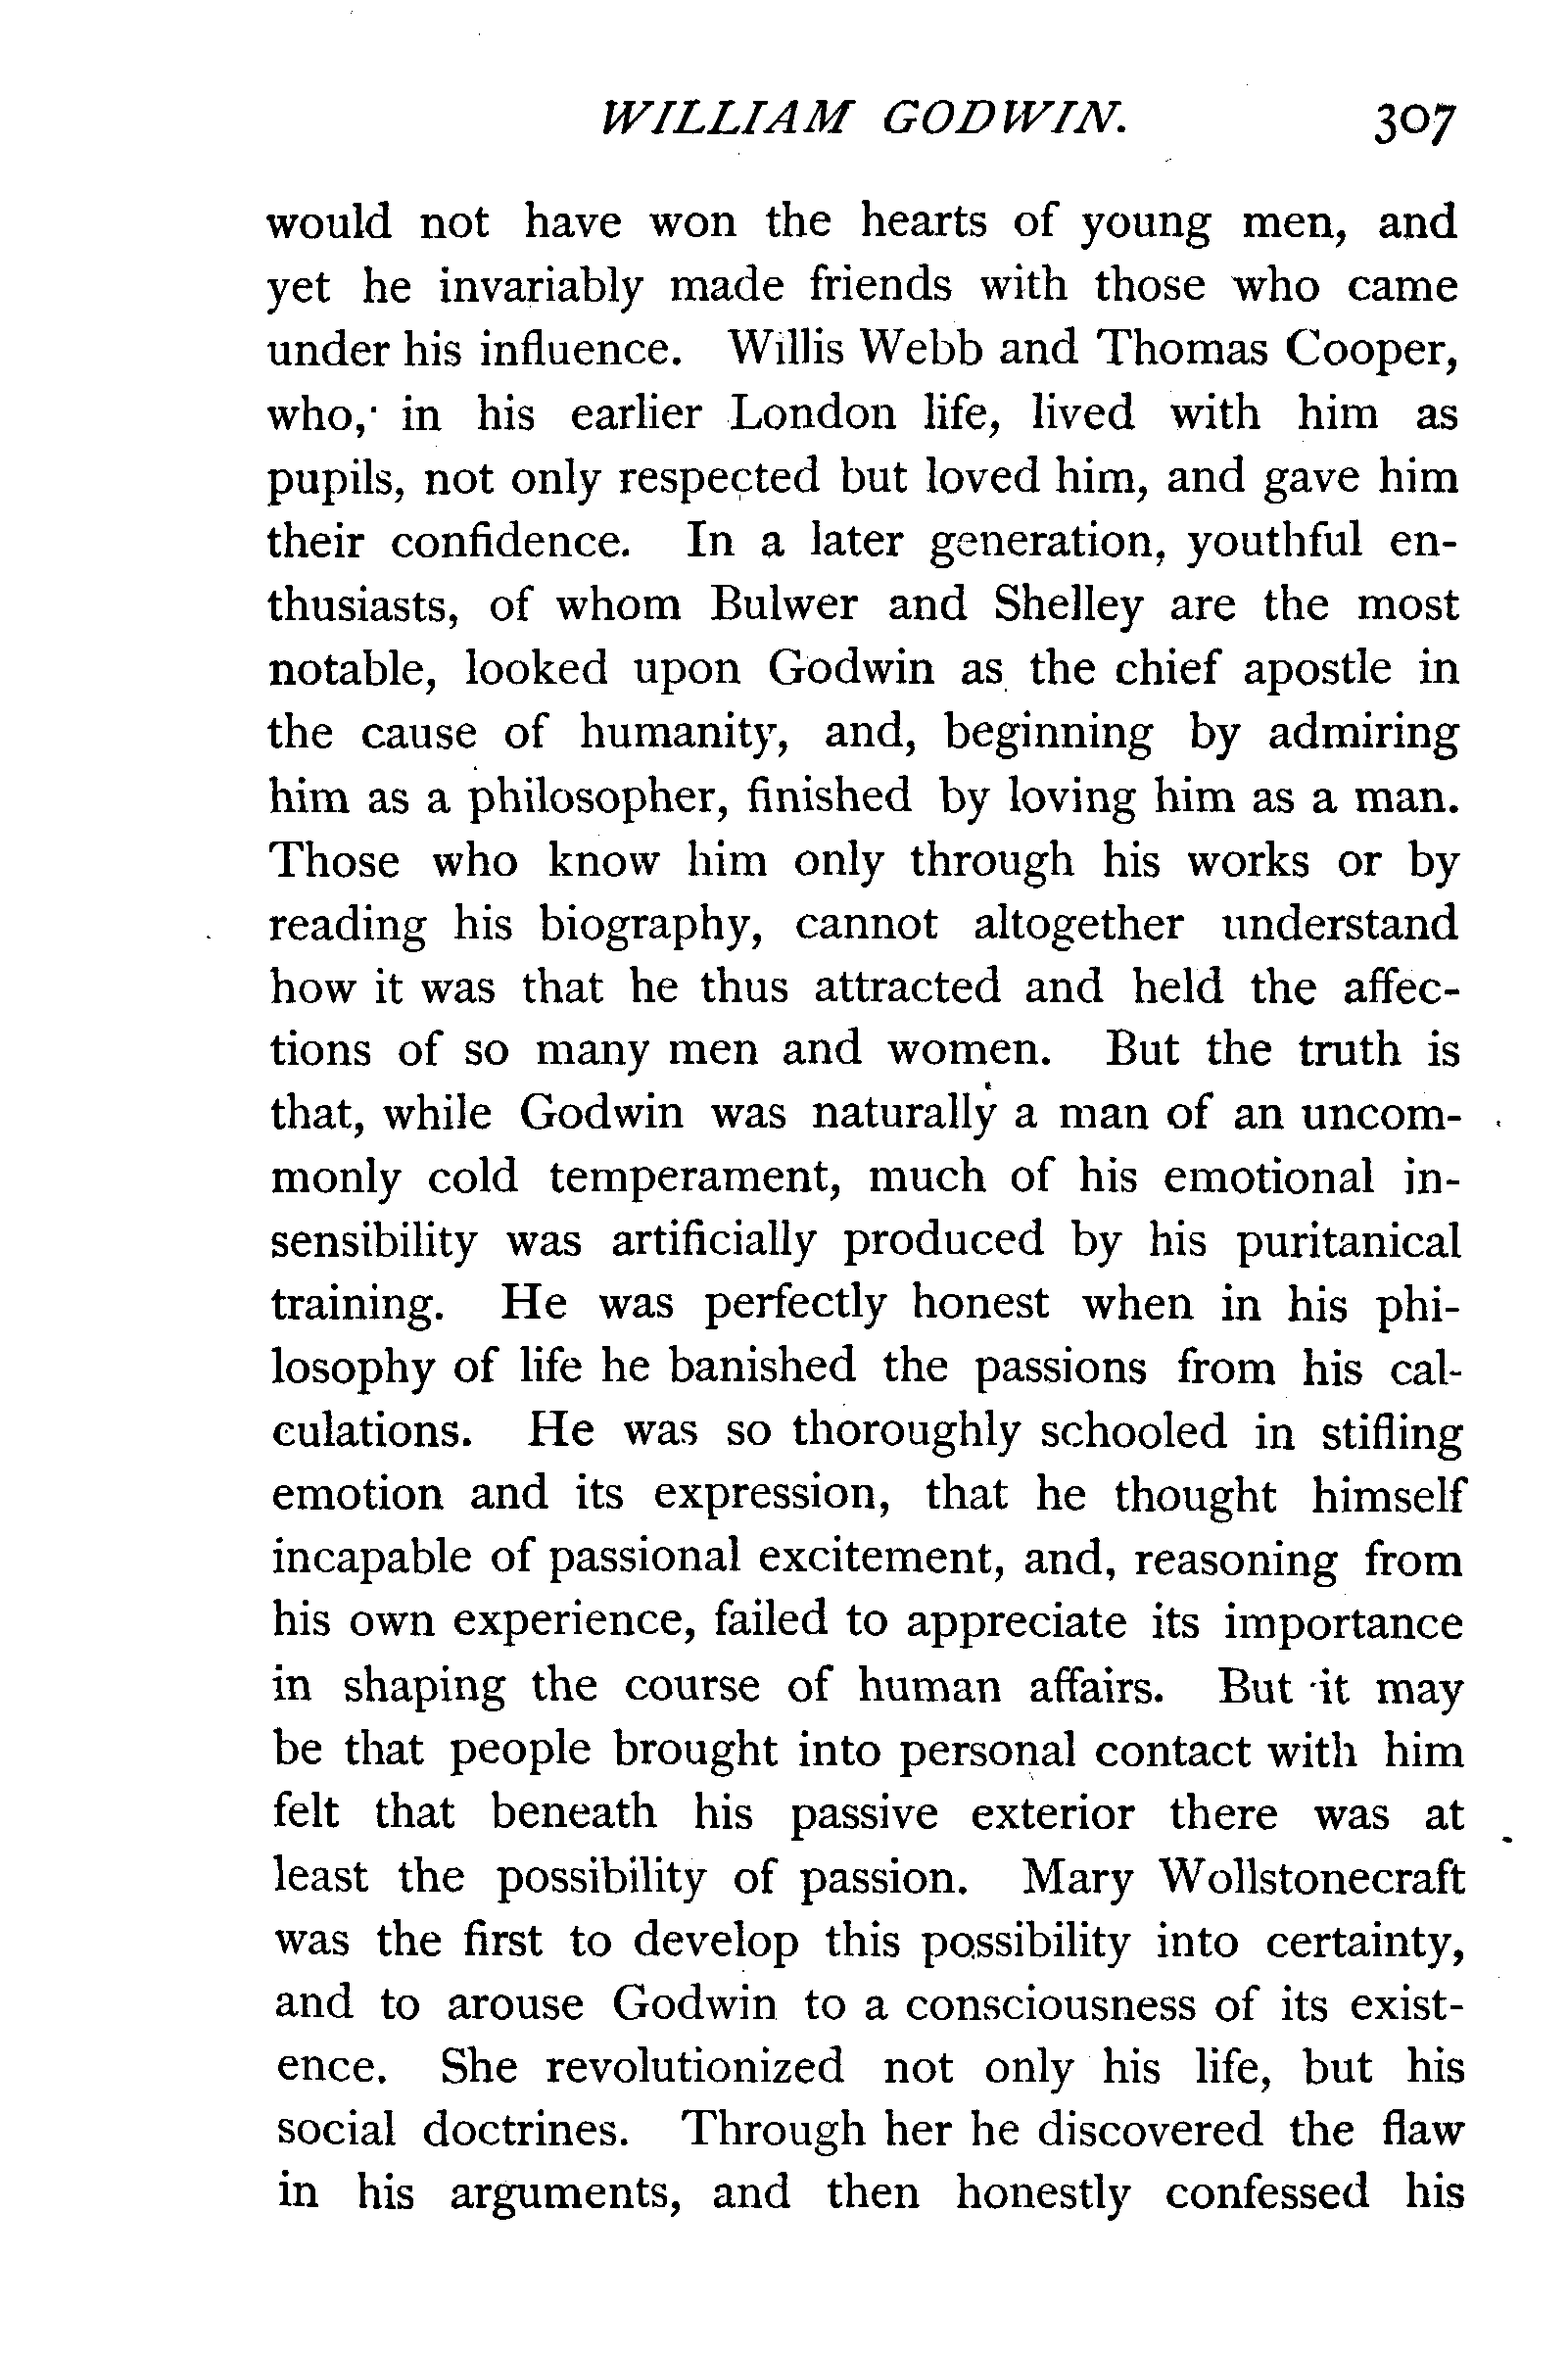 WILLIAM GODWIN. 307
would not have won the hearts of young men, and
yet he invariably made friends with those who came
under his influence. Willis Webb and Thomas Cooper,
who, in his earlier London life, lived with him as
pupils, not only respected but loved him, and gave him
their confidence. In a later generation, youthful en-
thusiasts, of whom Bulwer and Shelley are the most
notable, looked upon Godwin as the chief apostle in
the cause of humanity, and, beginning by admiring
him as a philosopher, finished by loving him as a man.
Those who know him only through his works or by
reading his biography, cannot altogether understand
how it was that he thus attracted and held the affec-
tions of so many men and women. But the truth is
that, while Godwin was naturally a man of an uncom-
monly cold temperament, much of his emotional in-
sensibility was artificially produced by his puritanical
training. He was perfectly honest when in his phi-
losophy of life he banished the passions from his cal-
culations. He was so thoroughly schooled in stifling
emotion and its expression, that he thought himself
incapable of passional excitement, and, reasoning from
his own experience, failed to appreciate its importance
in shaping the course of human affairs. But it may
be that people brought into personal contact with him
felt that beneath his passive exterior there was at
least the possibility of passion. Mary Wollstonecraft
was the first to develop this possibility into certainty,
and to arouse Godwin to a consciousness of its exist-
ence. She revolutionized not only his life, but his
social doctrines. Through her he discovered the flaw
in his arguments, and then honestly confessed his